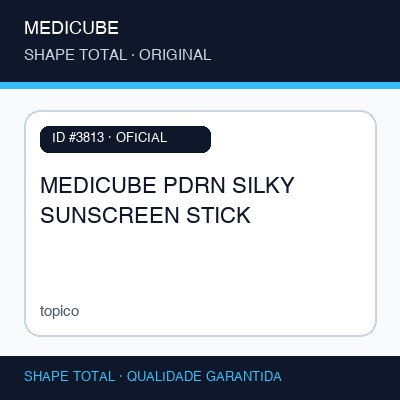 MEDICUBE
SHAPE TOTAL · ORIGINAL
ID #3813 · OFICIAL
MEDICUBE PDRN SILKY
SUNSCREEN STICK
topico
SHAPE TOTAL · QUALIDADE GARANTIDA